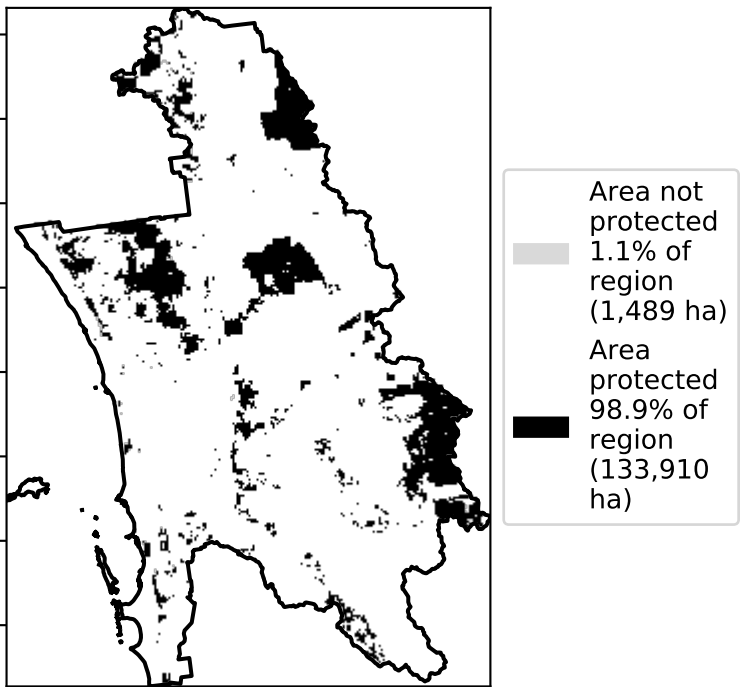 Area not
protected
1.1% of
region
(1,489 ha)
Area
protected
98.9% of
region
(133,910
ha)